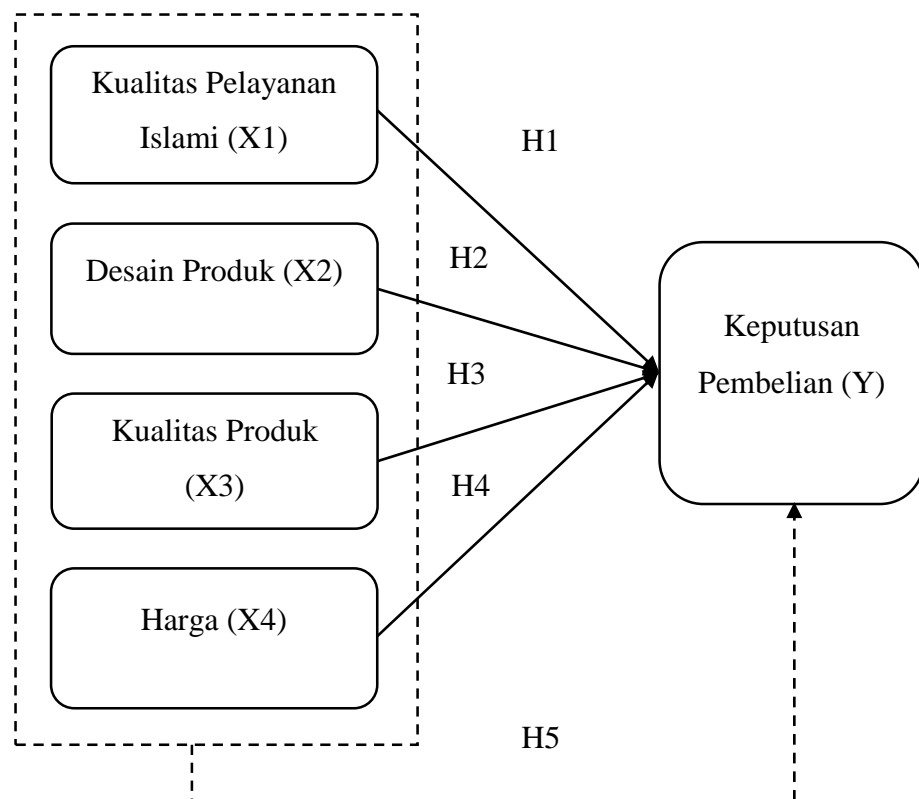 Kualitas Pelayanan
Islami (X1)
H1
Desain Produk (X2)
H2
Keputusan
Pembelian (Y)
H3
Kualitas Produk
(X3)
H4
Harga (X4)
H5